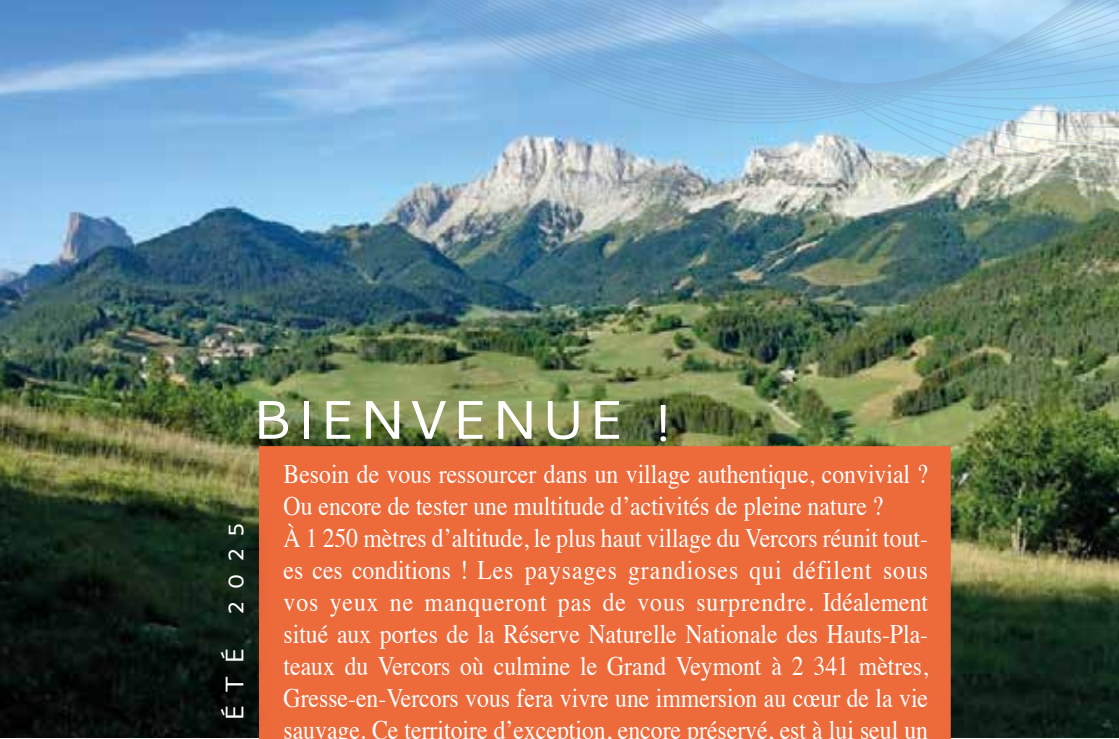 BIENVENUE !
Besoin de vous ressourcer dans un village authentique, convivial ?
Ou encore de tester une multitude d’activités de pleine nature ?
À 1 250 mètres d’altitude, le plus haut village du Vercors réunit tout-
es ces conditions ! Les paysages grandioses qui défilent sous
vos yeux ne manqueront pas de vous surprendre. Idéalement
situé aux portes de la Réserve Naturelle Nationale des Hauts-Pla-
teaux du Vercors où culmine le Grand Veymont à 2 341 mètres,
Gresse-en-Vercors vous fera vivre une immersion au cœur de la vie
sauvage. Ce territoire d’exception, encore préservé, est à lui seul un
ÉTÉ 2025